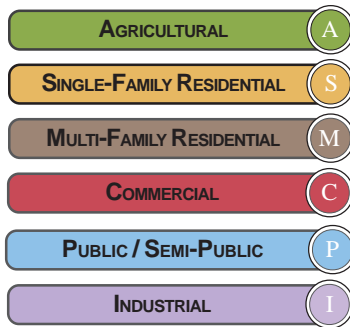 AGRICULTURAL A
SINGLE-FAMILY RESIDENTIAL S
MULTI-FAMILY RESIDENTIAL M
COMMERCIAL C
PUBLIC / SEMI-PUBLIC P
INDUSTRIAL I